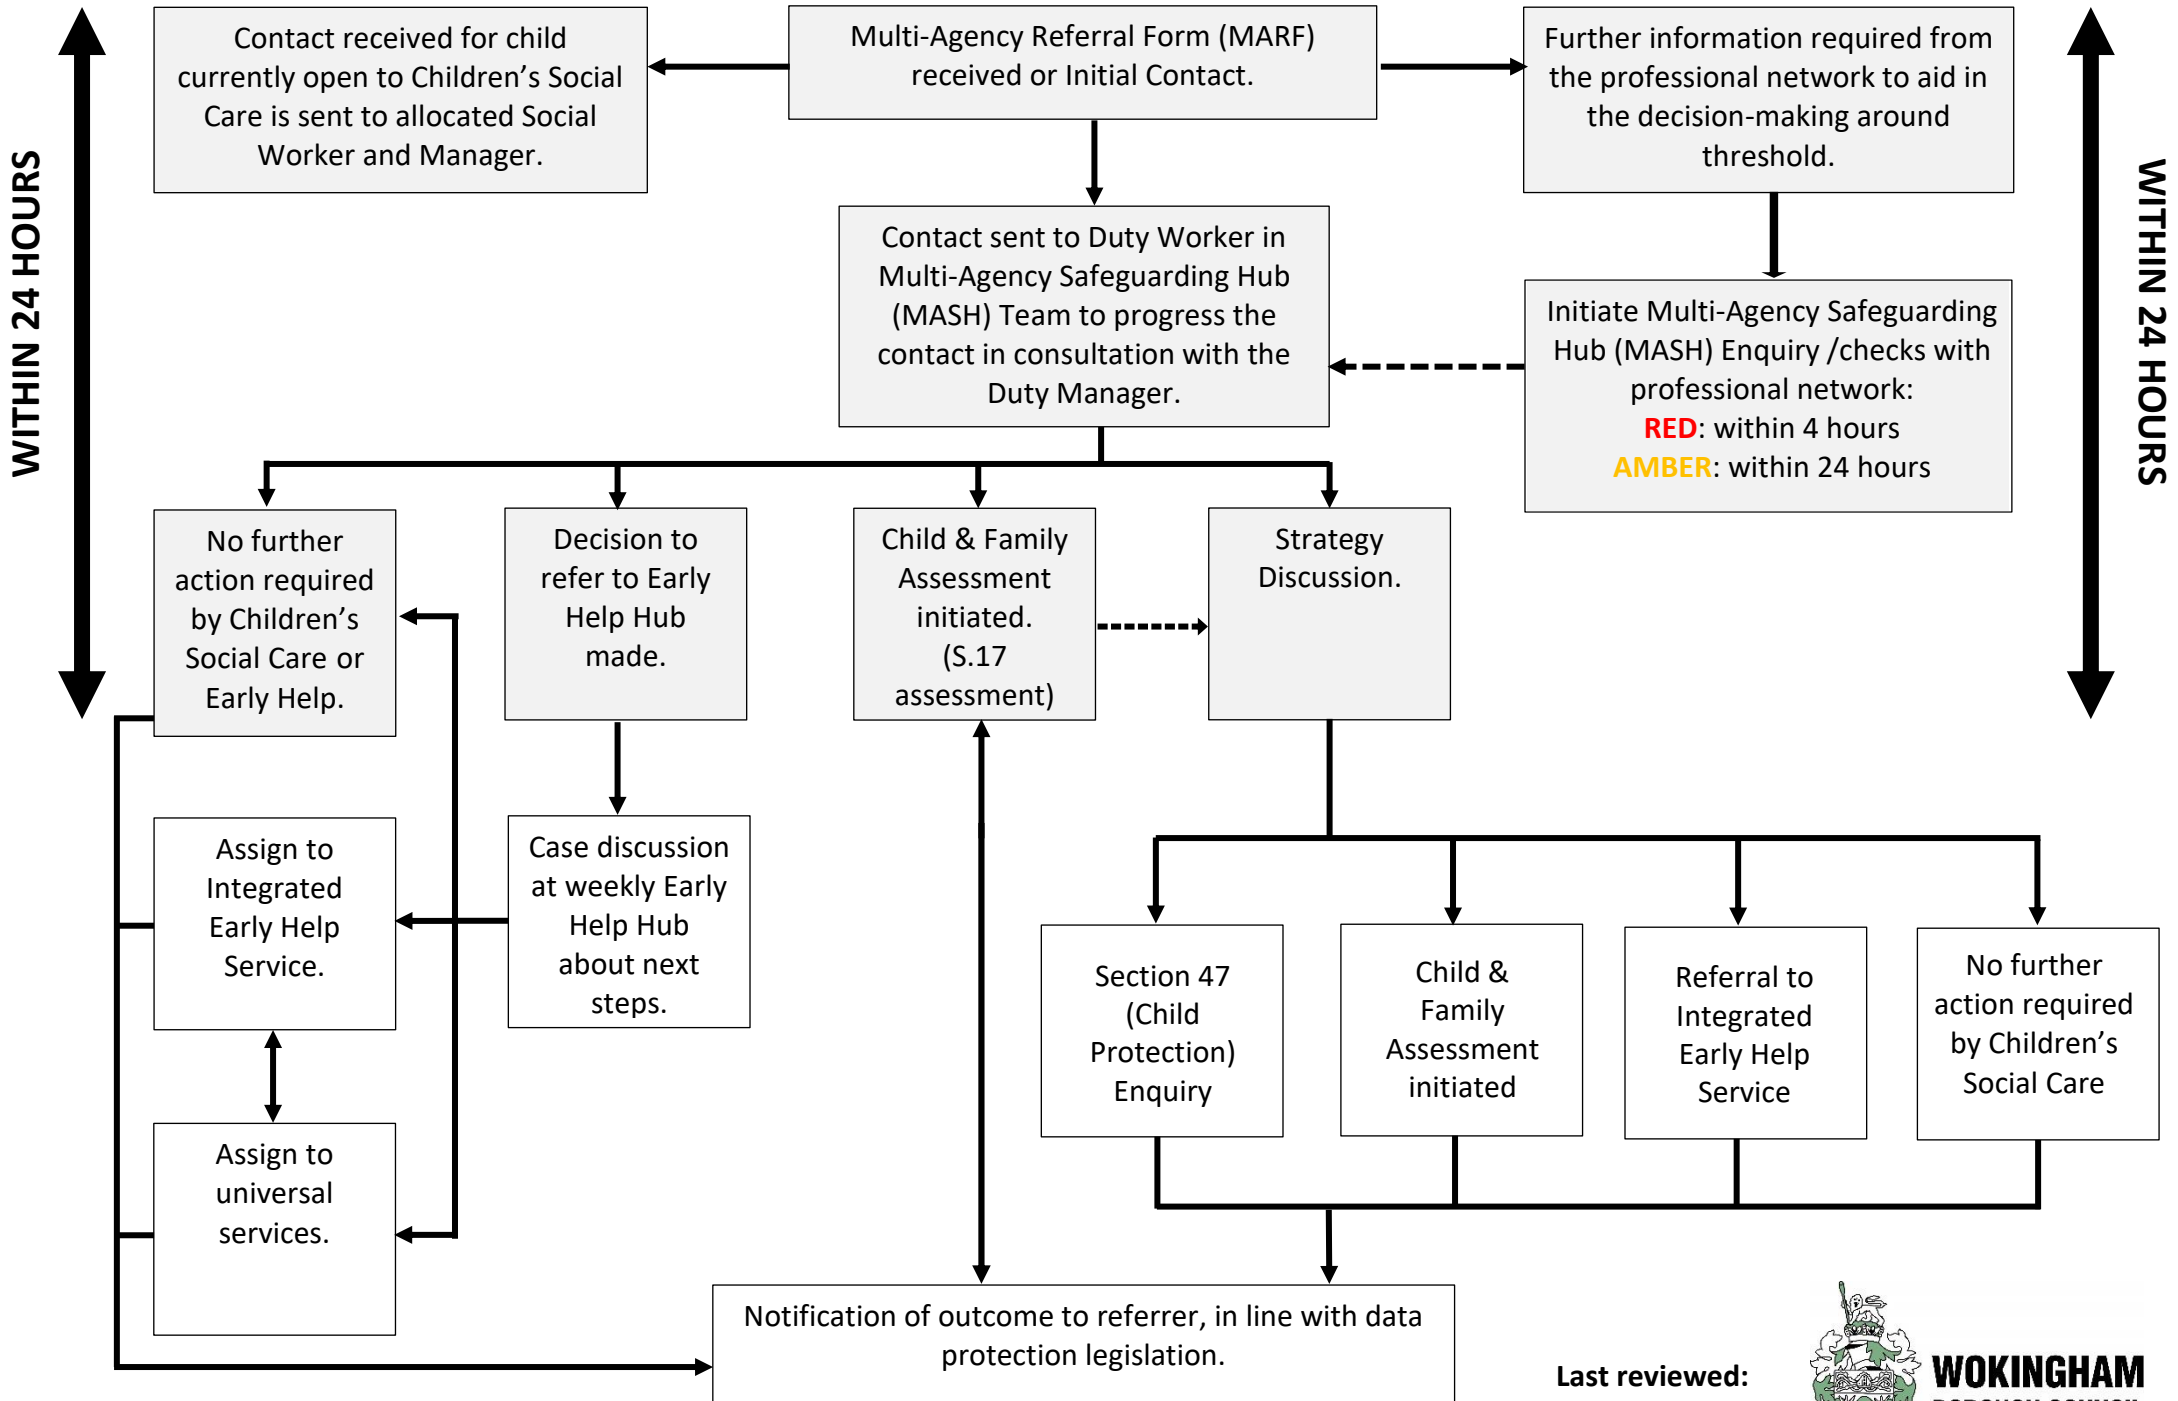 Contact received for child
currently open to Children’s Social
Care is sent to allocated Social
Worker and Manager.
Multi-Agency Referral Form (MARF)
received or Initial Contact.
Further information required from
the professional network to aid in
the decision-making around
threshold.
WITHIN 24 HOURS
WITHIN 24 HOURS
Contact sent to Duty Worker in
Multi-Agency Safeguarding Hub
(MASH) Team to progress the
contact in consultation with the
Duty Manager.
Initiate Multi-Agency Safeguarding
Hub (MASH) Enquiry /checks with
professional network:
RED: within 4 hours
AMBER: within 24 hours
No further
action required
by Children’s
Social Care or
Early Help.
Decision to
refer to Early
Help Hub
made.
Child & Family
Assessment
initiated.
(S.17
assessment)
Strategy
Discussion.
Assign to
Integrated
Early Help
Service.
Case discussion
at weekly Early
Help Hub
about next
steps.
Section 47
(Child
Protection)
Enquiry
Child &
Family
Assessment
initiated
Referral to
Integrated
Early Help
Service
No further
action required
by Children’s
Social Care
Assign to
universal
services.
Notification of outcome to referrer, in line with data
protection legislation.
Last reviewed:
WOKINGHAM
BOROUGH COUNCIL